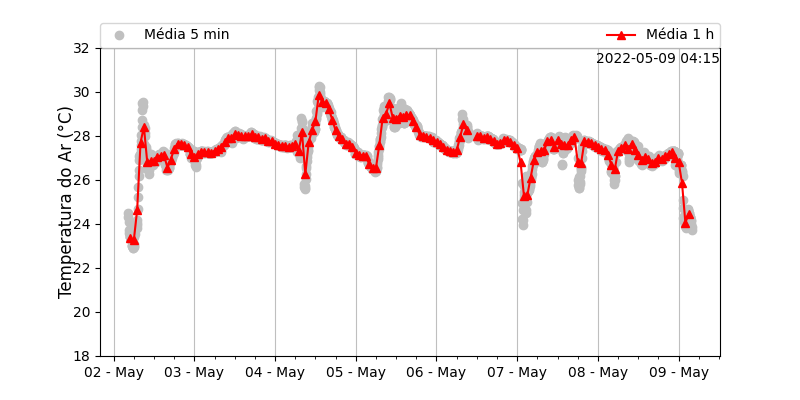 Média 5 min
Média 1 h
2022-05-09 04:15
Temperatura do Ar (°C)
32
30
28
26
24
22
20
18
02 - May
03 - May
04 - May
05 - May
06 - May
07 - May
08 - May
09 - May